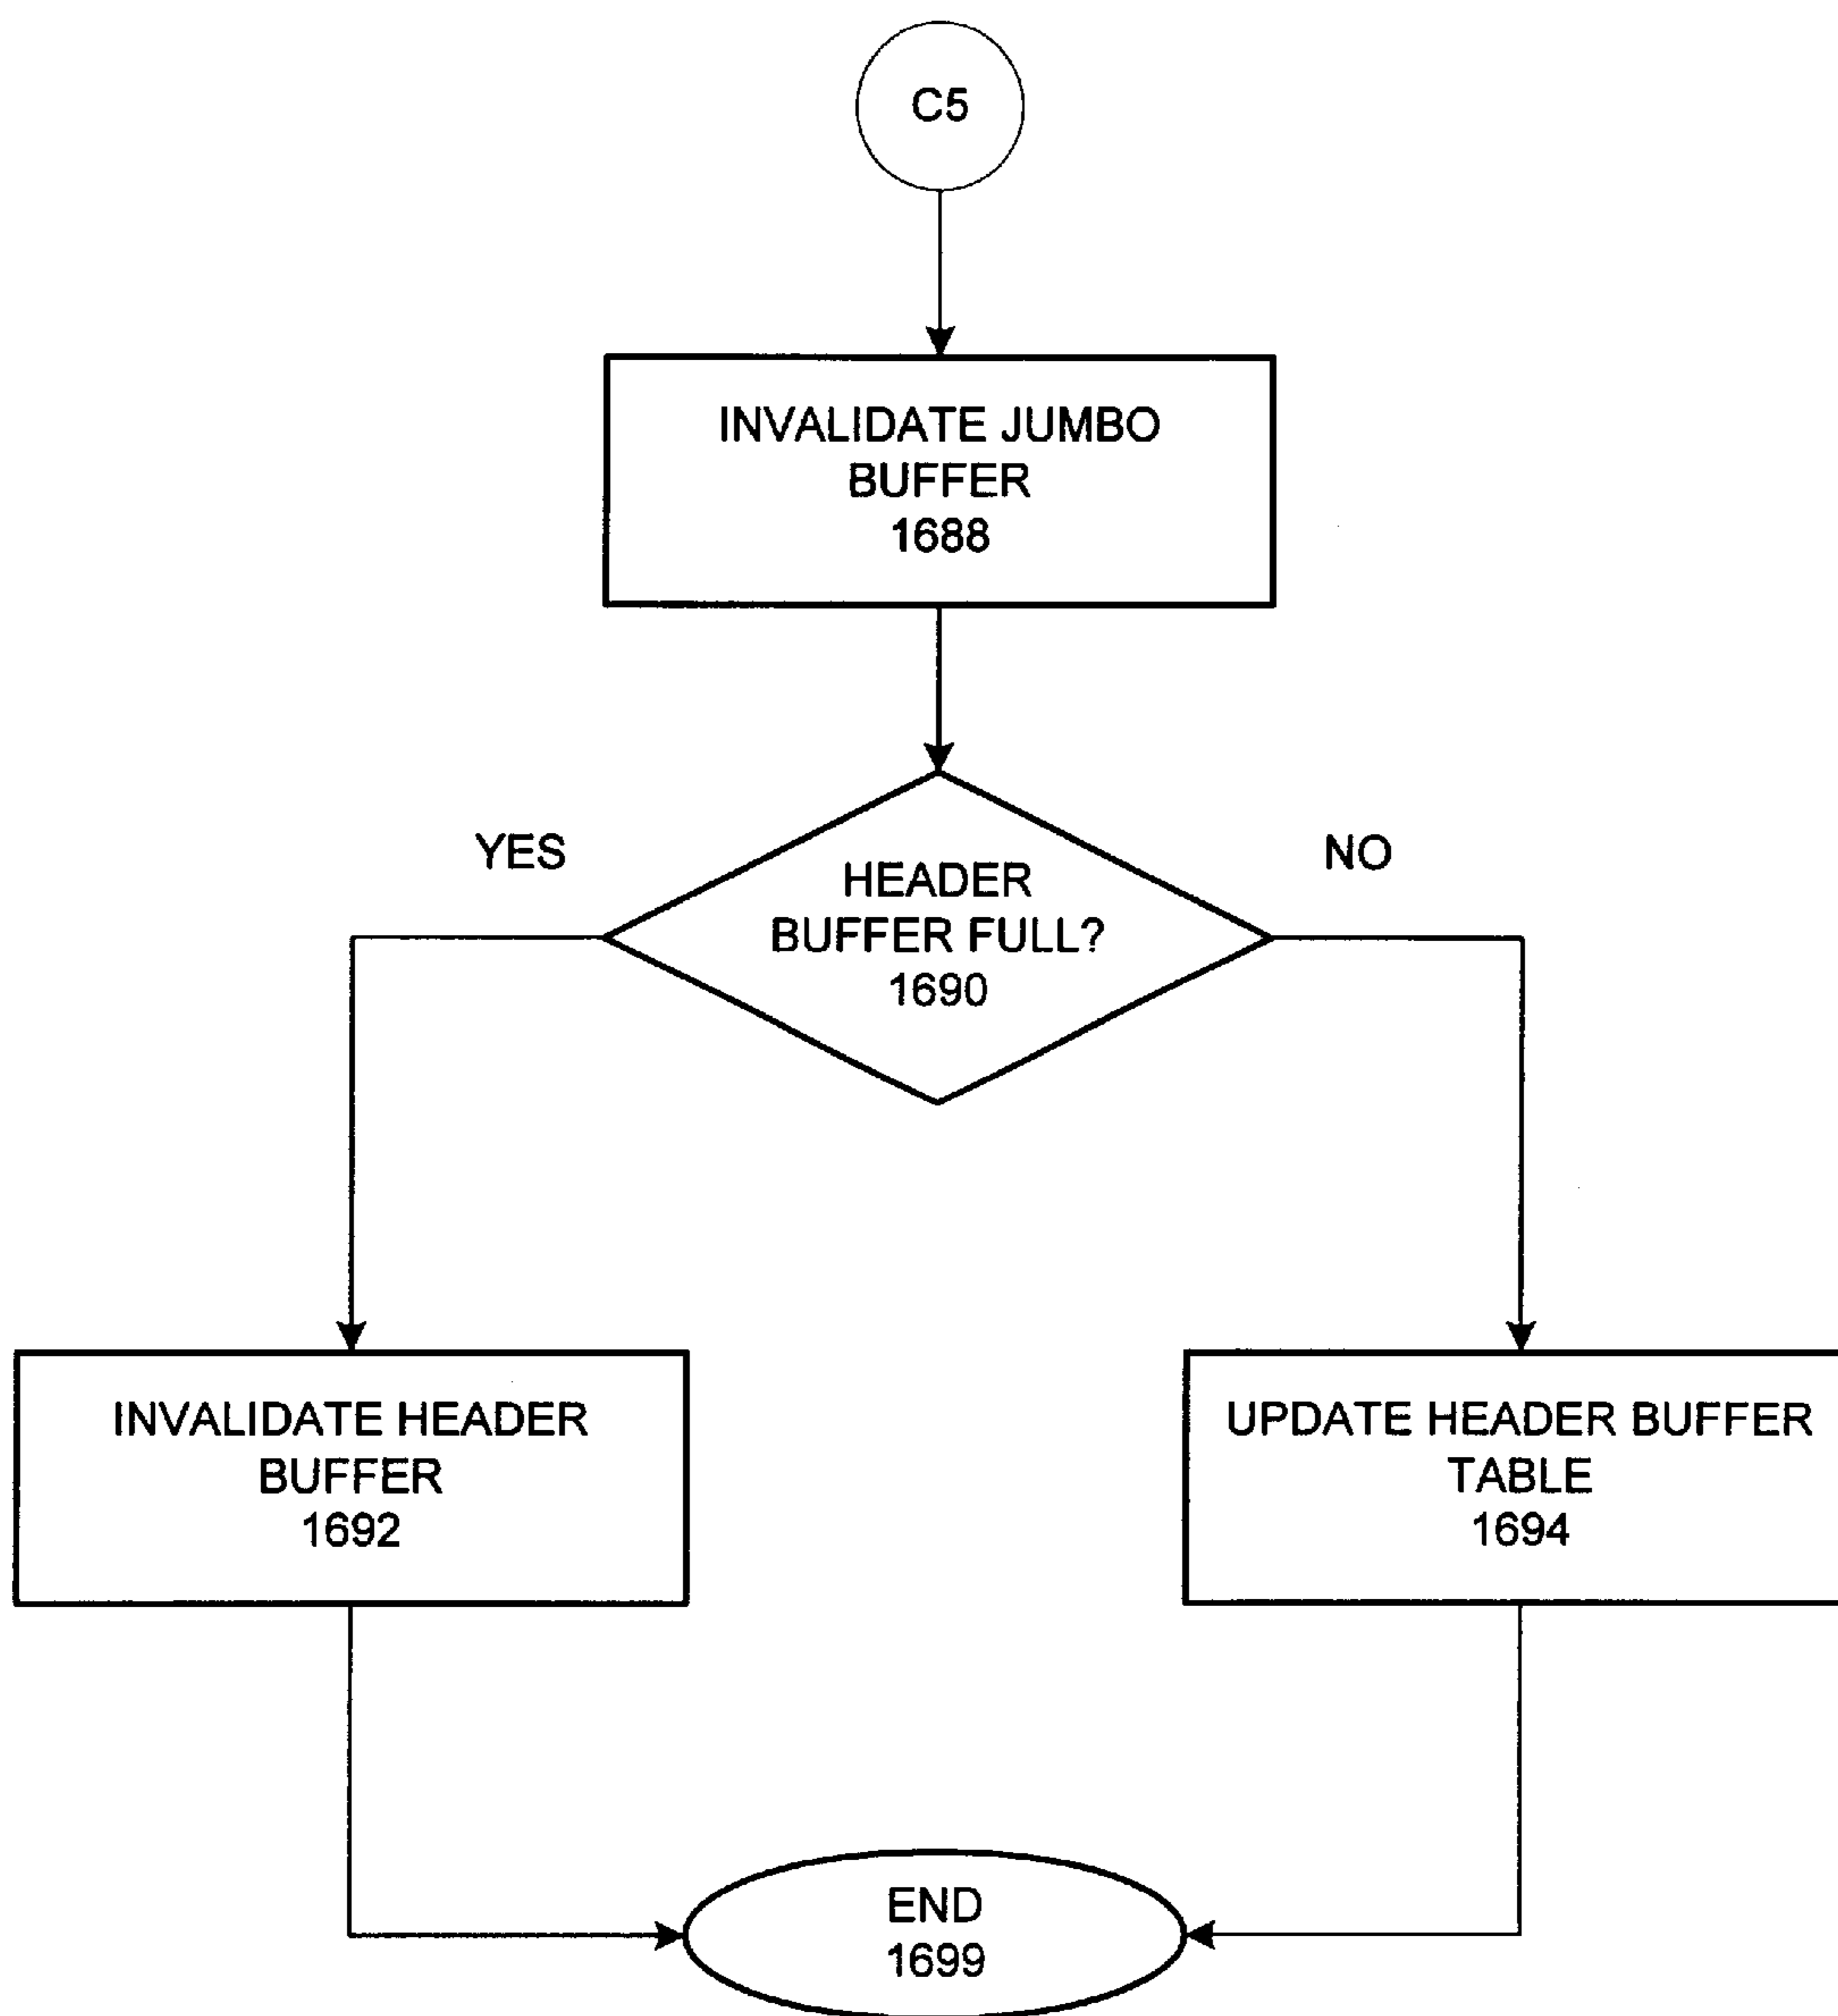 C5
INVALIDATE JUMBO
BUFFER
1688
YES
NO
HEADER
BUFFER FULL?
1690
INVALIDATE HEADER
BUFFER
1692
UPDATE HEADER BUFFER
TABLE
1694
END
1699